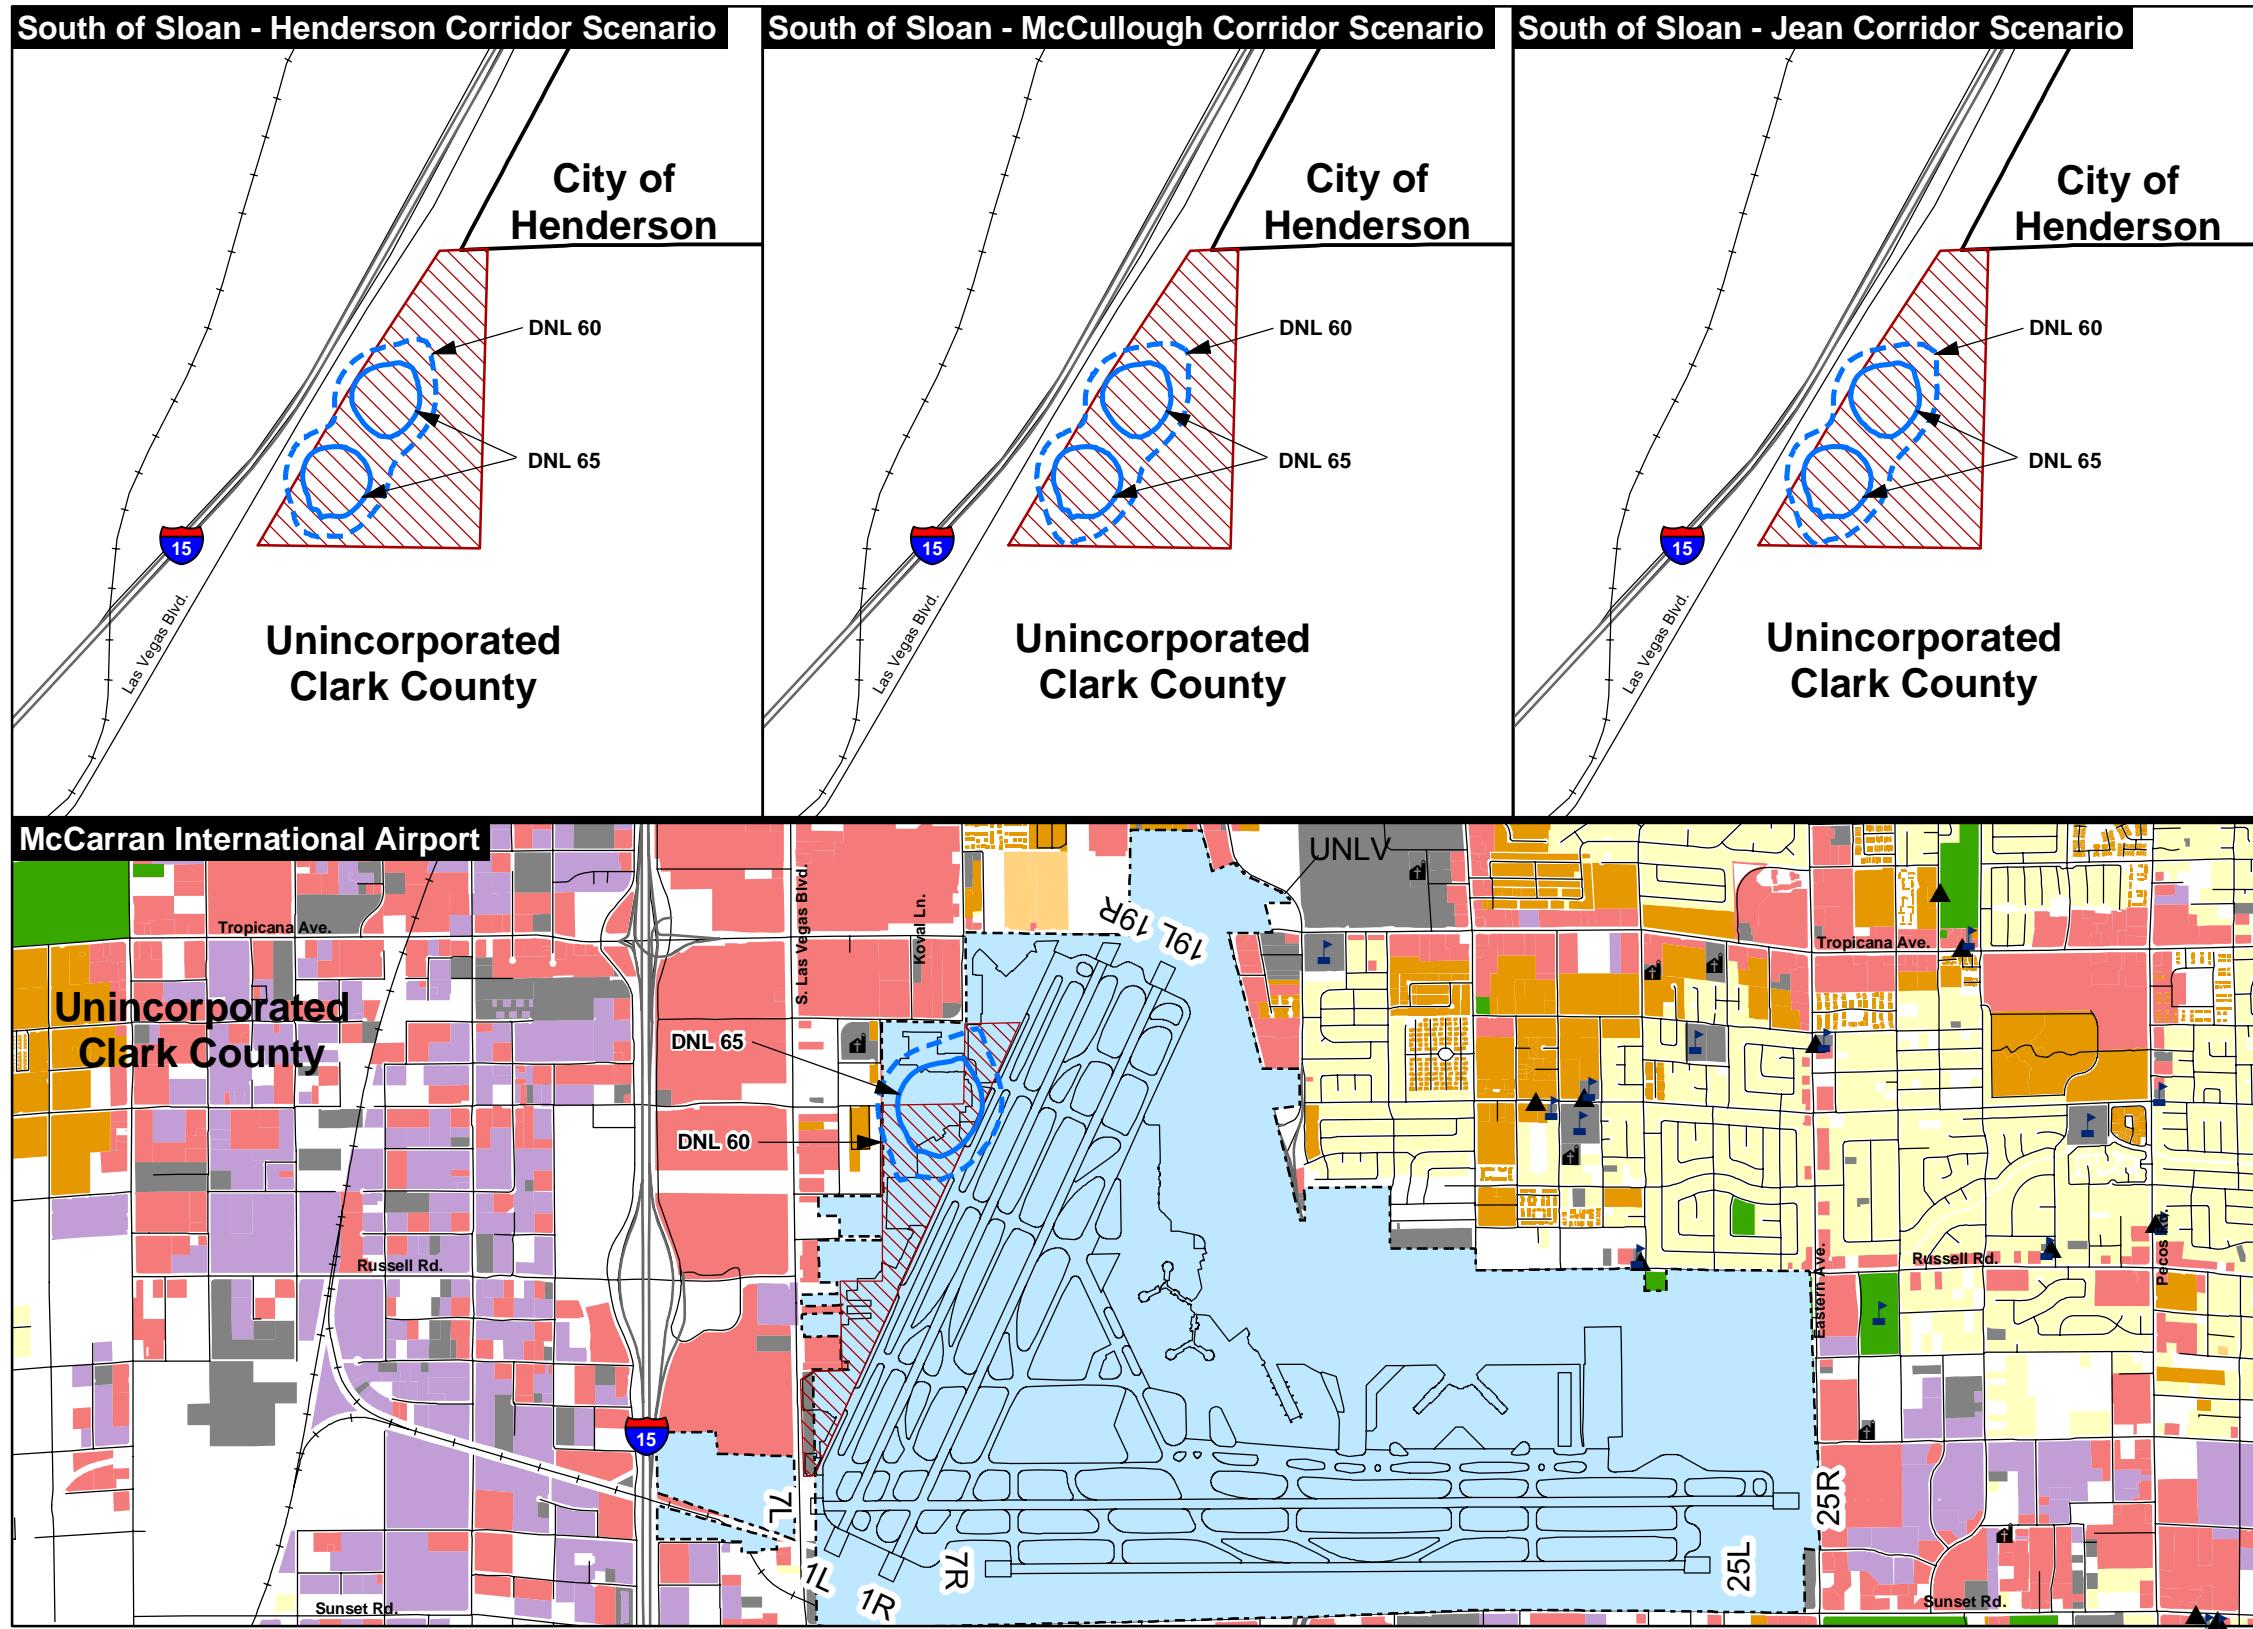 South of Sloan - Henderson Corridor Scenario
City of
Henderson
DNL 60
DNL 65
15
Las Vegas Blvd.
Unincorporated
Clark County
South of Sloan - McCullough Corridor Scenario
City of
Henderson
DNL 60
DNL 65
15
Las Vegas Blvd.
Unincorporated
Clark County
South of Sloan - Jean Corridor Scenario
City of
Henderson
DNL 60
DNL 65
15
Las Vegas Blvd.
Unincorporated
Clark County
McCarran International Airport
UNLV
Tropicana Ave.
S. Las Vegas Blvd.
Koval Ln.
19R
19L
Tropicana Ave.
Unincorporated
Clark County
DNL 65
DNL 60
Russell Rd.
Eastern Ave.
Russell Rd.
Pecos Rd.
15
7L
25R
1L
1R
7R
25L
Sunset Rd.
Sunset Rd.